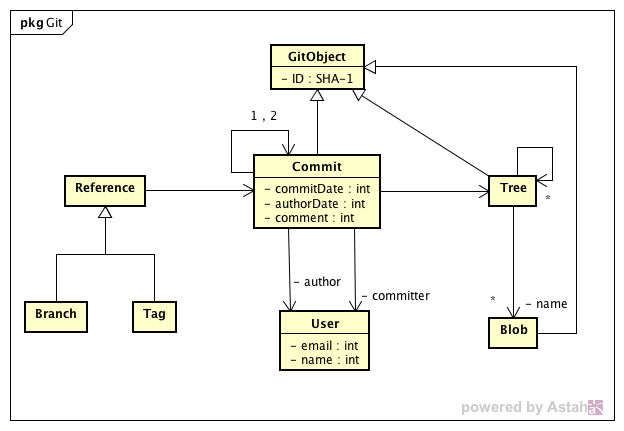 pkg Git
GitObject
- ID : SHA-1
1 , 2
Commit
- commitDate : int
- authorDate : int
- comment : int
Reference
Tree
*
- author
- committer
* - name
Branch
Tag
User
- email : int
- name : int
Blob
powered by Astah